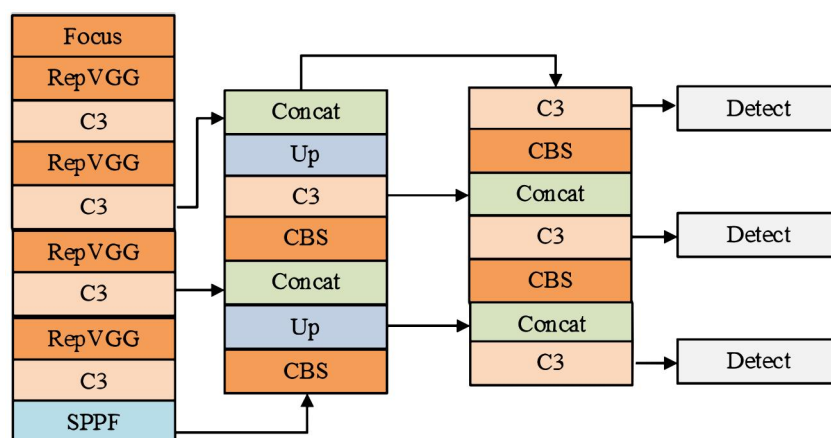 Focus
RepVGG
C3
RepVGG
C3
RepVGG
C3
RepVGG
C3
SPPF
Concat
Up
C3
CBS
Concat
Up
CBS
C3
CBS
Concat
C3
CBS
Concat
C3
Detect
Detect
Detect